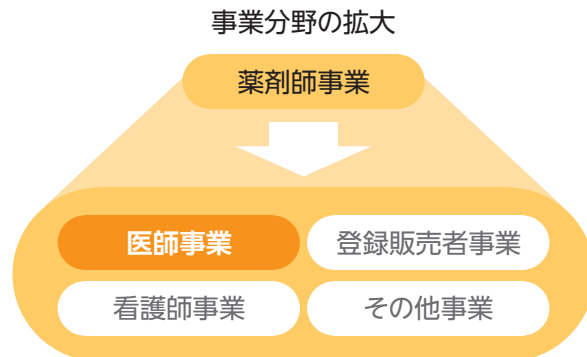 事業分野の拡大
薬剤師事業
医師事業
登録販売者事業
看護師事業
その他事業